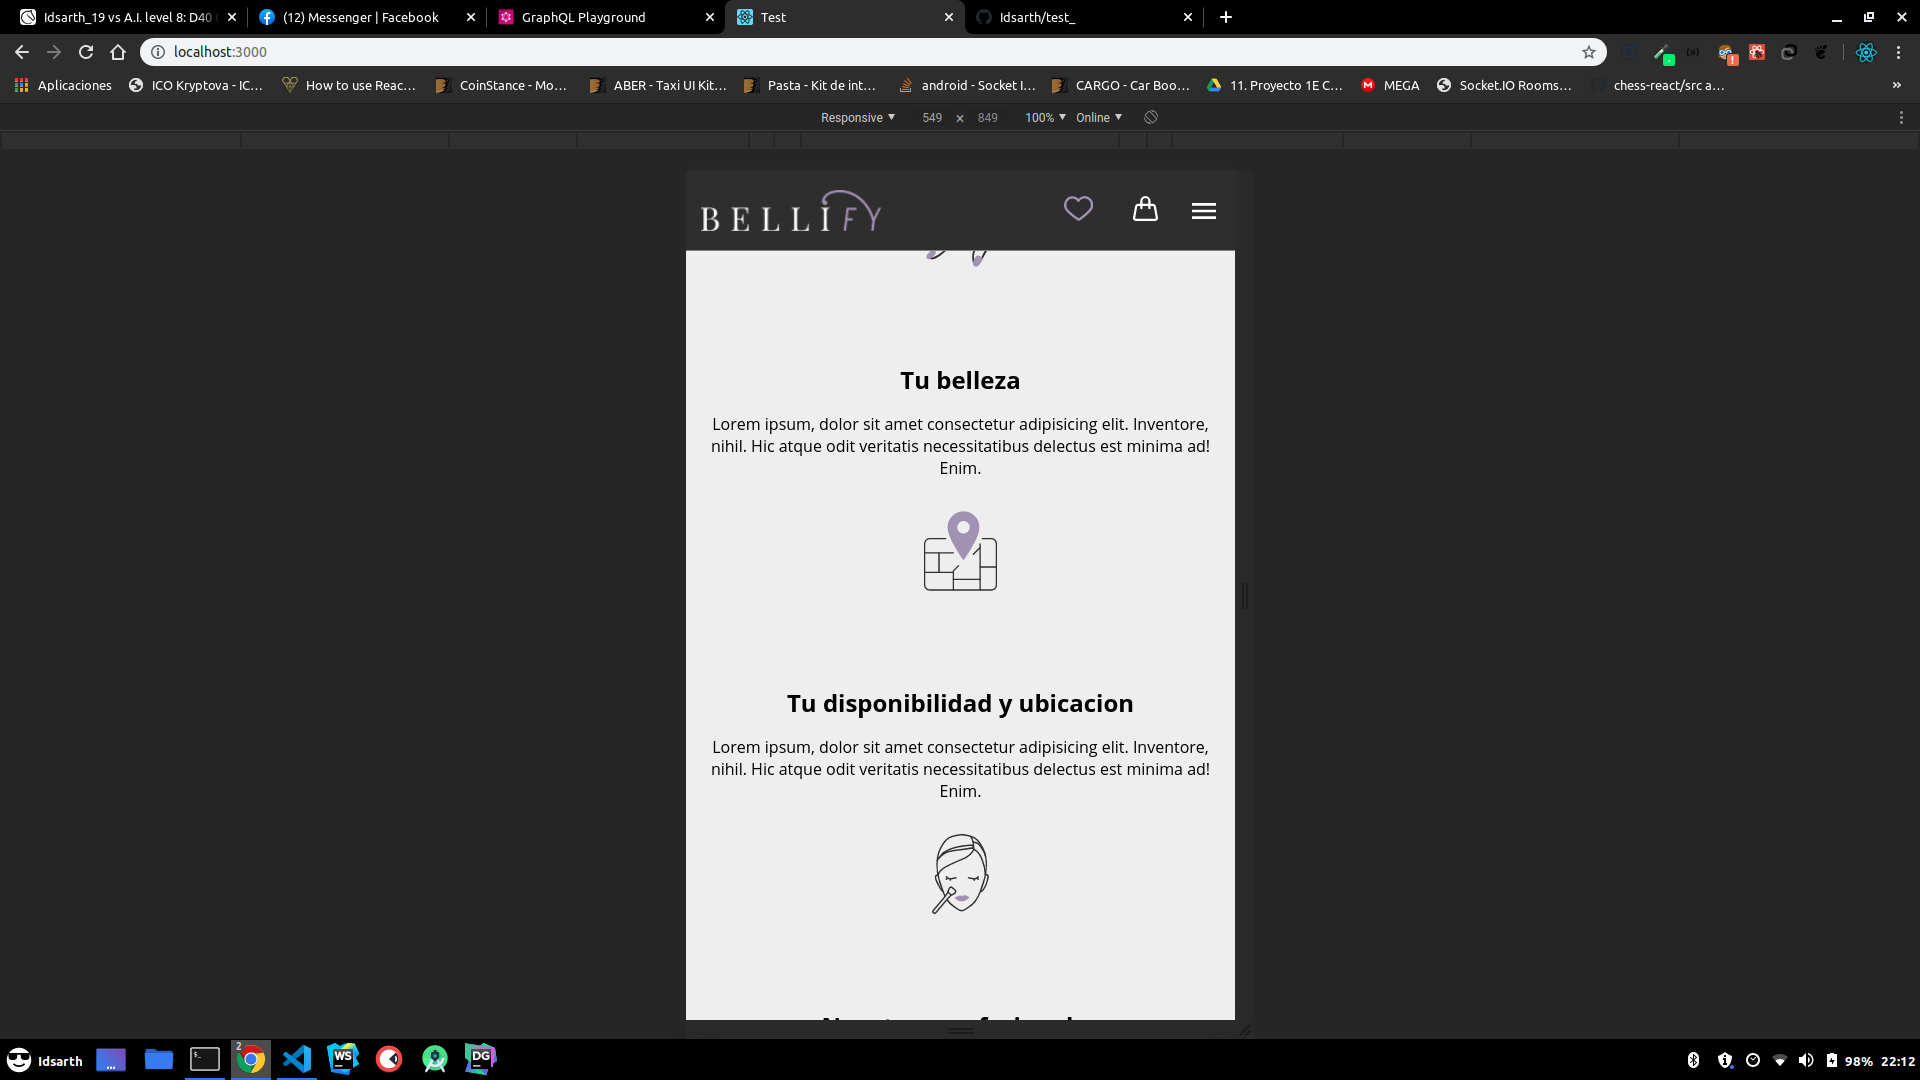 Idsarth_19 vs A.I. level 8: D40
(12) Messenger | Facebook
GraphQL Playground
Test
Idsarth/test_
localhost:3000
Aplicaciones
ICO Kryptova - IC...
How to use Reac...
CoinStance - Mo...
ABER - Taxi UI Kit...
Pasta - Kit de int...
android - Socket I...
CARGO - Car Boo...
11. Proyecto 1E C...
MEGA
Socket.IO Rooms...
chess-react/src a...
»
Responsive 549 × 849 100% Online
BELLIFY
Tu belleza
Lorem ipsum, dolor sit amet consectetur adipisicing elit. Inventore,
nihil. Hic atque odit veritatis necessitatibus delectus est minima ad!
Enim.
Tu disponibilidad y ubicacion
Lorem ipsum, dolor sit amet consectetur adipisicing elit. Inventore,
nihil. Hic atque odit veritatis necessitatibus delectus est minima ad!
Enim.
Idsarth
2
WS
DG
98% 22:12